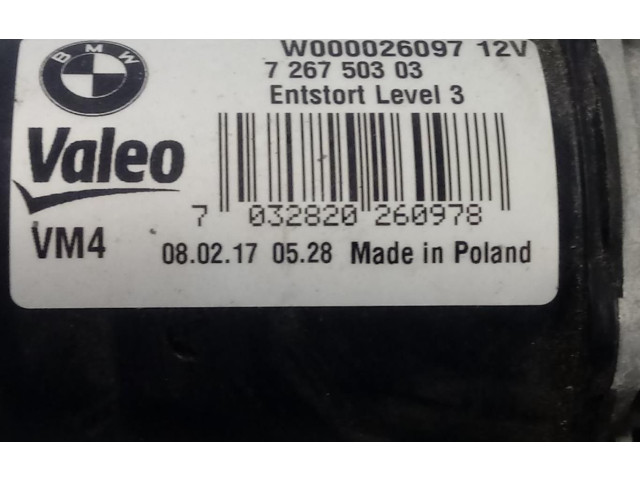 BMW
W000026097 12V
7 267 503 03
Entstort Level 3
Valeo
7 032820 260978
VM4
08.02.17 05.28 Made in Poland